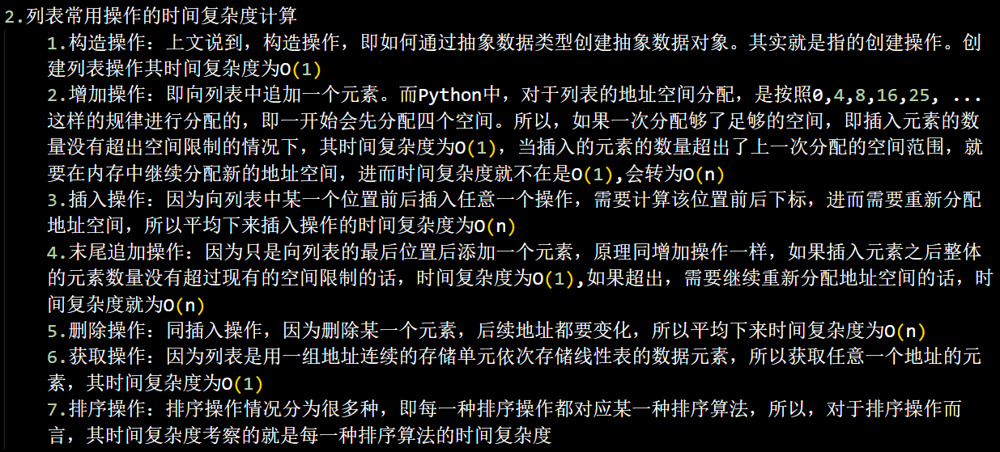 2.列表常用操作的时间复杂度计算
1.构造操作：上文说到，构造操作，即如何通过抽象数据类型创建抽象数据对象。其实就是指的创建操作。创
建列表操作其时间复杂度为O(1)
2.增加操作：即向列表中追加一个元素。而Python中，对于列表的地址空间分配，是按照0,4,8,16,25, ...
这样的规律进行分配的，即一开始会先分配四个空间。所以，如果一次分配够了足够的空间，即插入元素的数
量没有超出空间限制的情况下，其时间复杂度为O(1)，当插入的元素的数量超出了上一次分配的空间范围，就
要在内存中继续分配新的地址空间，进而时间复杂度就不在是O(1),会转为O(n)
3.插入操作：因为向列表中某一个位置前后插入任意一个操作，需要计算该位置前后下标，进而需要重新分配
地址空间，所以平均下来插入操作的时间复杂度为O(n)
4.末尾追加操作：因为只是向列表的最后位置后添加一个元素，原理同增加操作一样，如果插入元素之后整体
的元素数量没有超过现有的空间限制的话，时间复杂度为O(1),如果超出，需要继续重新分配地址空间的话，时
间复杂度就为O(n)
5.删除操作：同插入操作，因为删除某一个元素，后续地址都要变化，所以平均下来时间复杂度为O(n)
6.获取操作：因为列表是用一组地址连续的存储单元依次存储线性表的数据元素，所以获取任意一个地址的元
素，其时间复杂度为O(1)
7.排序操作：排序操作情况分为很多种，即每一种排序操作都对应某一种排序算法，所以，对于排序操作而
言，其时间复杂度考察的就是每一种排序算法的时间复杂度